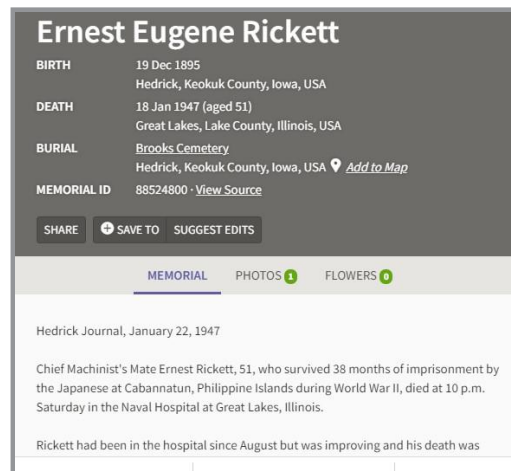 Ernest Eugene Rickett
BIRTH 19 Dec 1895
Hedrick, Keokuk County, Iowa, USA
DEATH 18 Jan 1947 (aged 51)
Great Lakes, Lake County, Illinois, USA
BURIAL Brooks Cemetery
Hedrick, Keokuk County, Iowa, USA Add to Map
MEMORIAL ID 88524800 · View Source
SHARE SAVE TO SUGGEST EDITS
MEMORIAL PHOTOS 1 FLOWERS 0
Hedrick Journal, January 22, 1947
Chief Machinist's Mate Ernest Rickett, 51, who survived 38 months of imprisonment by
the Japanese at Cabannatun, Philippine Islands during World War II, died at 10 p.m.
Saturday in the Naval Hospital at Great Lakes, Illinois.
Rickett had been in the hospital since August but was improving and his death was